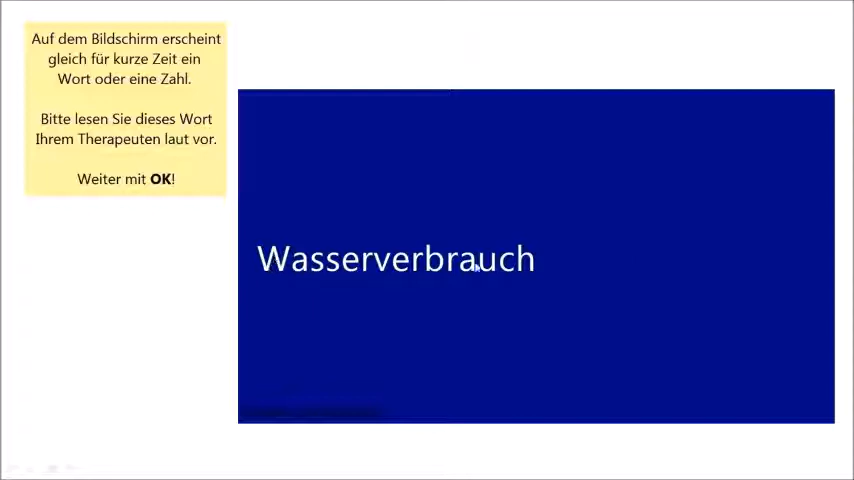 Auf dem Bildschirm erscheint
gleich für kurze Zeit ein
Wort oder eine Zahl.
Bitte lesen Sie dieses Wort
Ihrem Therapeuten laut vor.
Weiter mit OK!
Wasserverbrauch